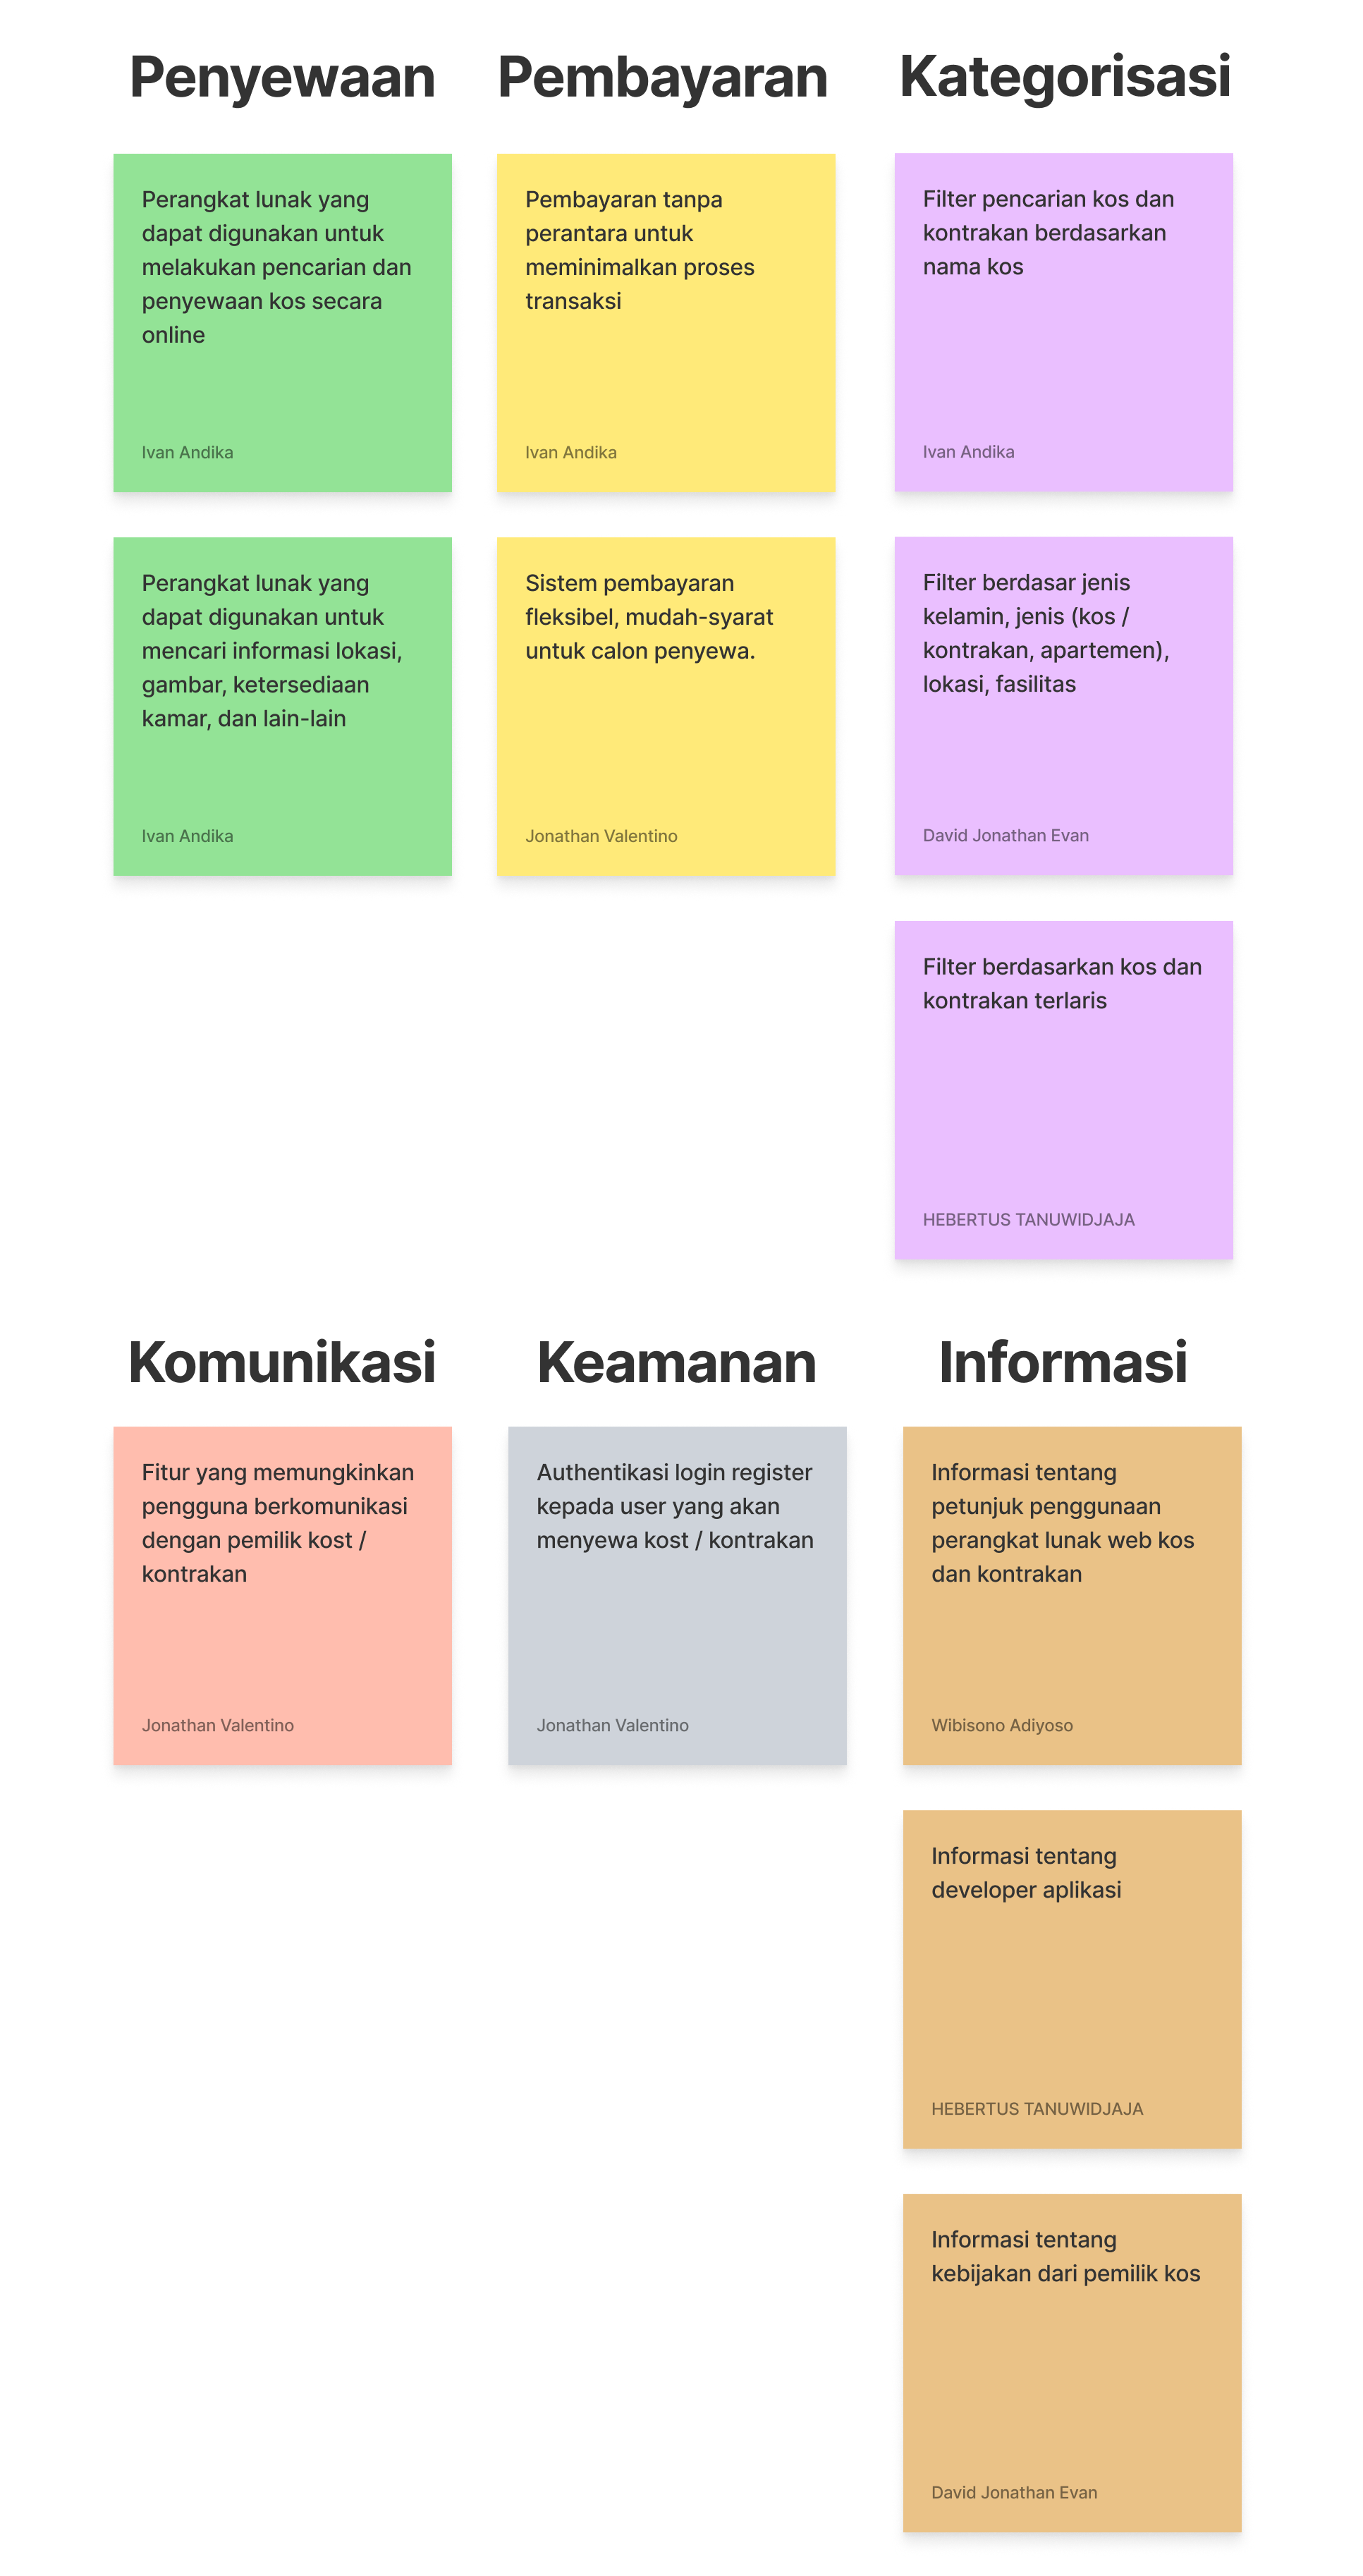 Penyewaan
Perangkat lunak yang
dapat digunakan untuk
melakukan pencarian dan
penyewaan kos secara
online
Ivan Andika
Perangkat lunak yang
dapat digunakan untuk
mencari informasi lokasi,
gambar, ketersediaan
kamar, dan lain-lain
Ivan Andika
Pembayaran
Pembayaran tanpa
perantara untuk
meminimalkan proses
transaksi
Ivan Andika
Sistem pembayaran
fleksibel, mudah-syarat
untuk calon penyewa.
Jonathan Valentino
Kategorisasi
Filter pencarian kos dan
kontrakan berdasarkan
nama kos
Ivan Andika
Filter berdasar jenis
kelamin, jenis (kos /
kontrakan, apartemen),
lokasi, fasilitas
David Jonathan Evan
Filter berdasarkan kos dan
kontrakan terlaris
HEBERTUS TANUWIDJAJA
Komunikasi
Fitur yang memungkinkan
pengguna berkomunikasi
dengan pemilik kost /
kontrakan
Jonathan Valentino
Keamanan
Authentikasi login register
kepada user yang akan
menyewa kost / kontrakan
Jonathan Valentino
Informasi
Informasi tentang
petunjuk penggunaan
perangkat lunak web kos
dan kontrakan
Wibisono Adiyoso
Informasi tentang
developer aplikasi
HEBERTUS TANUWIDJAJA
Informasi tentang
kebijakan dari pemilik kos
David Jonathan Evan